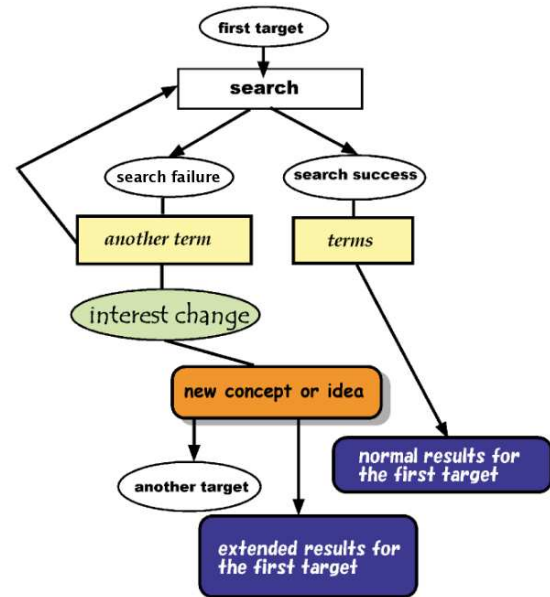 first target
search
search failure
search success
another term
terms
interest change
new concept or idea
normal results for
the first target
another target
extended results for
the first target